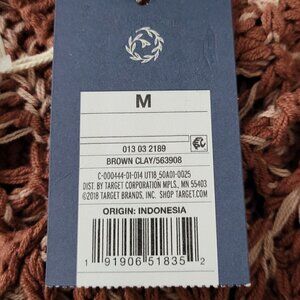 M
013 03 2189
BROWN CLAY/563908
C-000444-01-014 UT18_50A01-0025
DIST. BY TARGET CORPORATION MPLS., MN 55403
©2018 TARGET BRANDS, INC. SHOP TARGET.COM
ORIGIN: INDONESIA
1 91906 51835 2